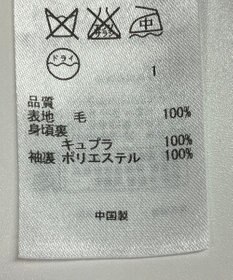 中
ドライ
1
品質
表地 毛 100%
身頃裏
キュプラ 100%
袖裏 ポリエステル 100%
中国製